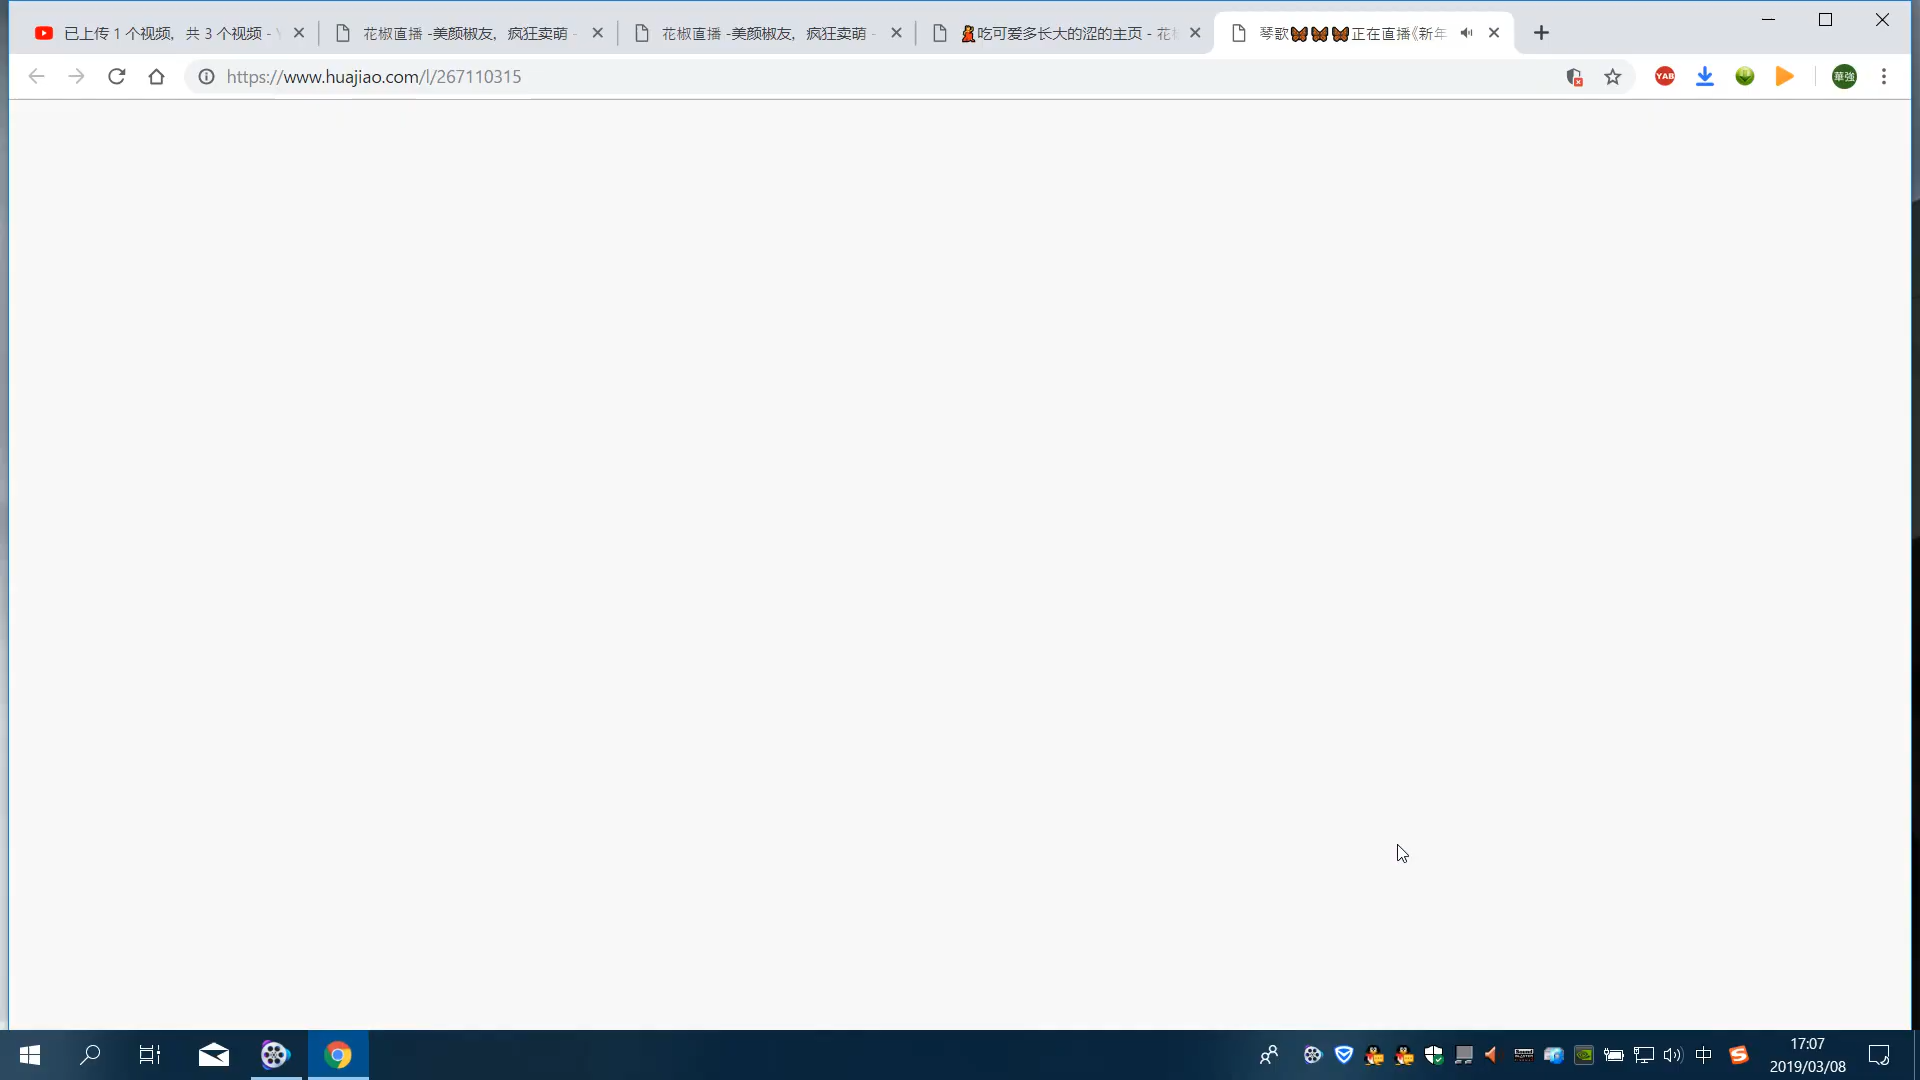 已上传 1 个视频，共 3 个视频 -
花椒直播 -美颜椒友，疯狂卖萌 -
花椒直播 -美颜椒友，疯狂卖萌 -
吃可爱多长大的涩的主页 - 花
琴歌🦋🦋🦋正在直播《新年
https://www.huajiao.com/l/267110315
YAB
華強
中
17:07
2019/03/08